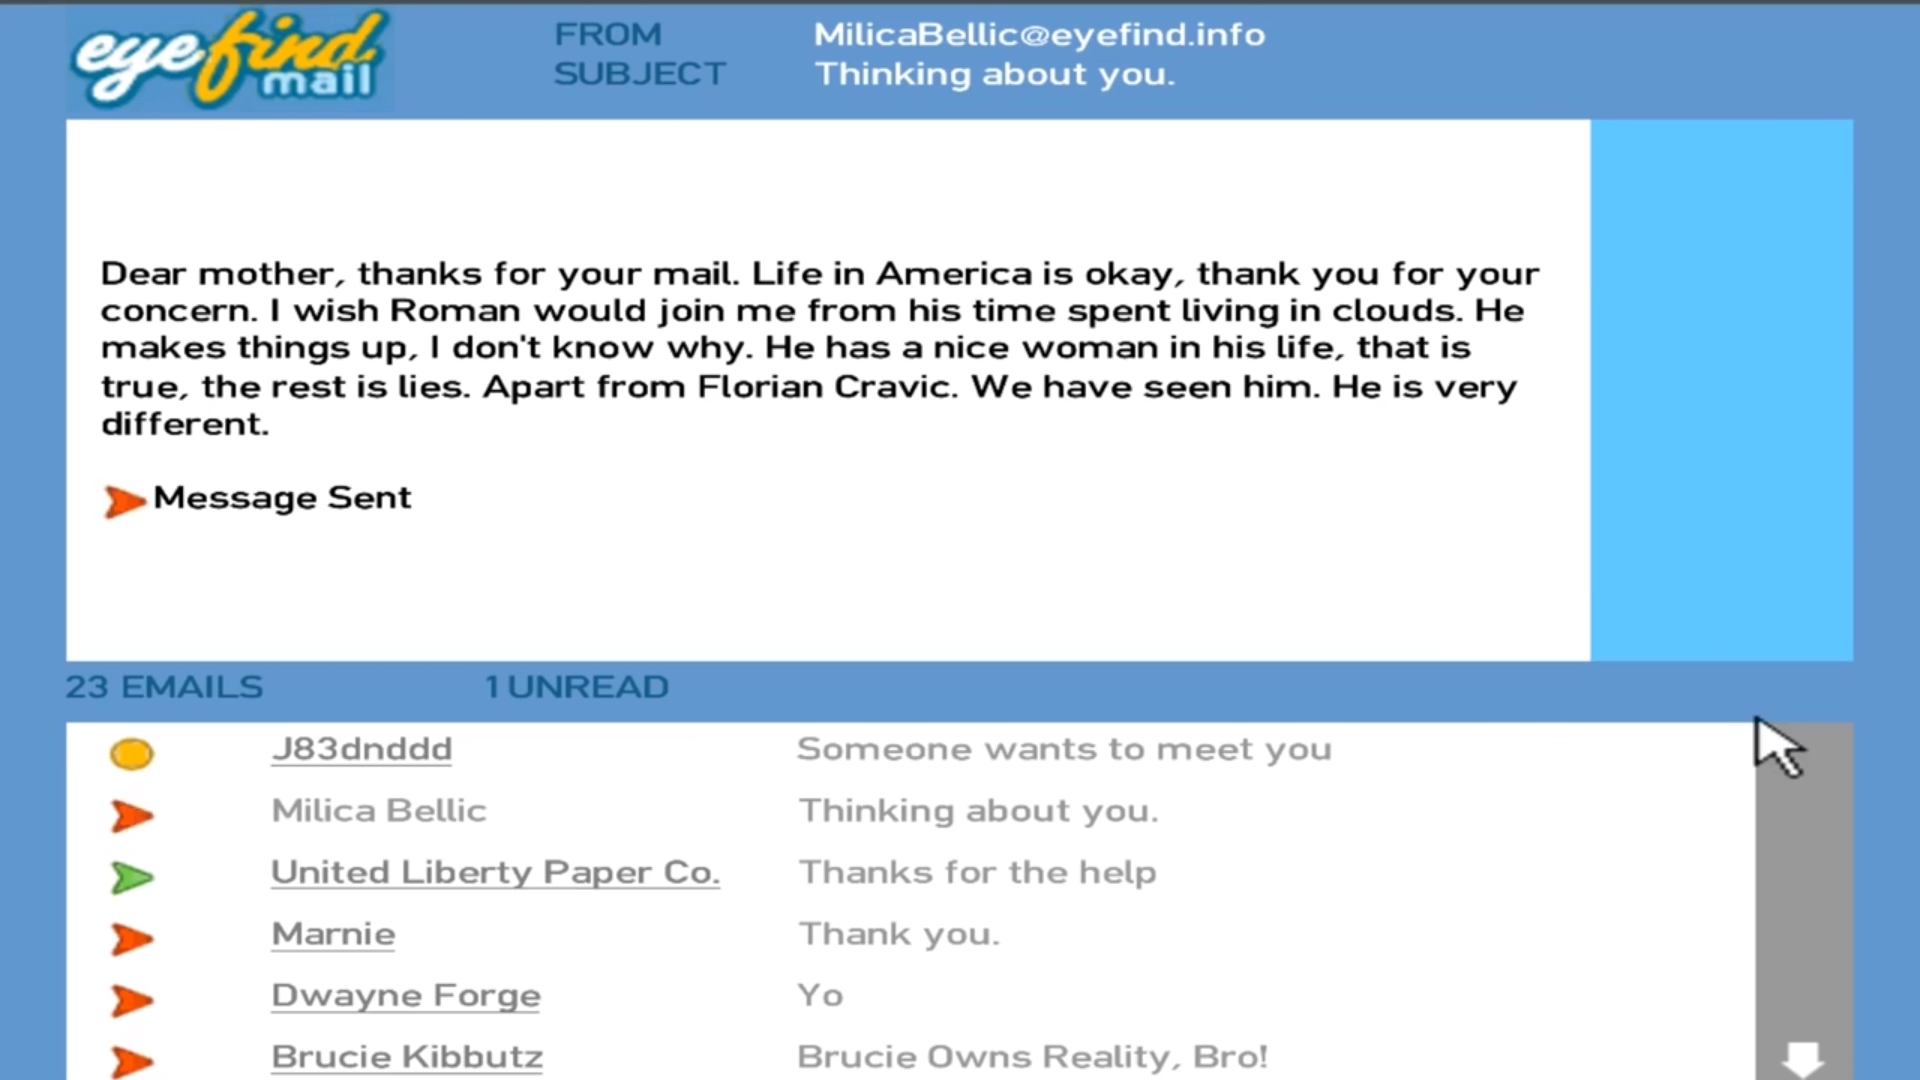 eyefind mail
FROM MilicaBellic@eyefind.info
SUBJECT Thinking about you.
Dear mother, thanks for your mail. Life in America is okay, thank you for your
concern. I wish Roman would join me from his time spent living in clouds. He
makes things up, I don't know why. He has a nice woman in his life, that is
true, the rest is lies. Apart from Florian Cravic. We have seen him. He is very
different.
Message Sent
23 EMAILS 1 UNREAD
J83dnddd Someone wants to meet you
Milica Bellic Thinking about you.
United Liberty Paper Co. Thanks for the help
Marnie Thank you.
Dwayne Forge Yo
Brucie Kibbutz Brucie Owns Reality, Bro!